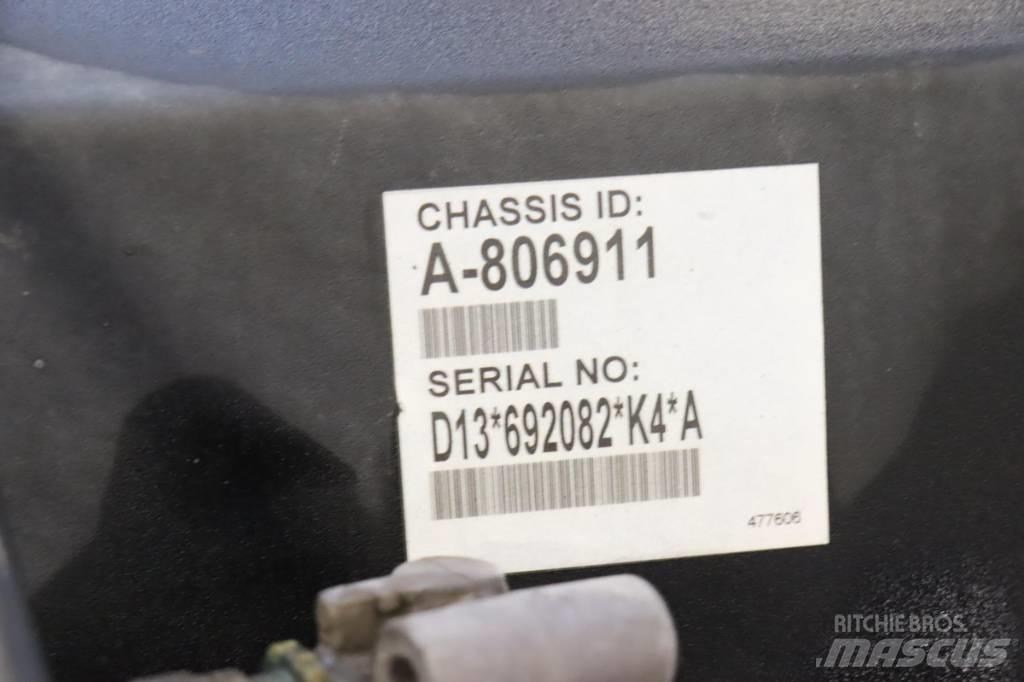 CHASSIS ID:
A-806911
SERIAL NO:
D13*692082*K4*A
477606
RITCHIE BROS.
MASCUS